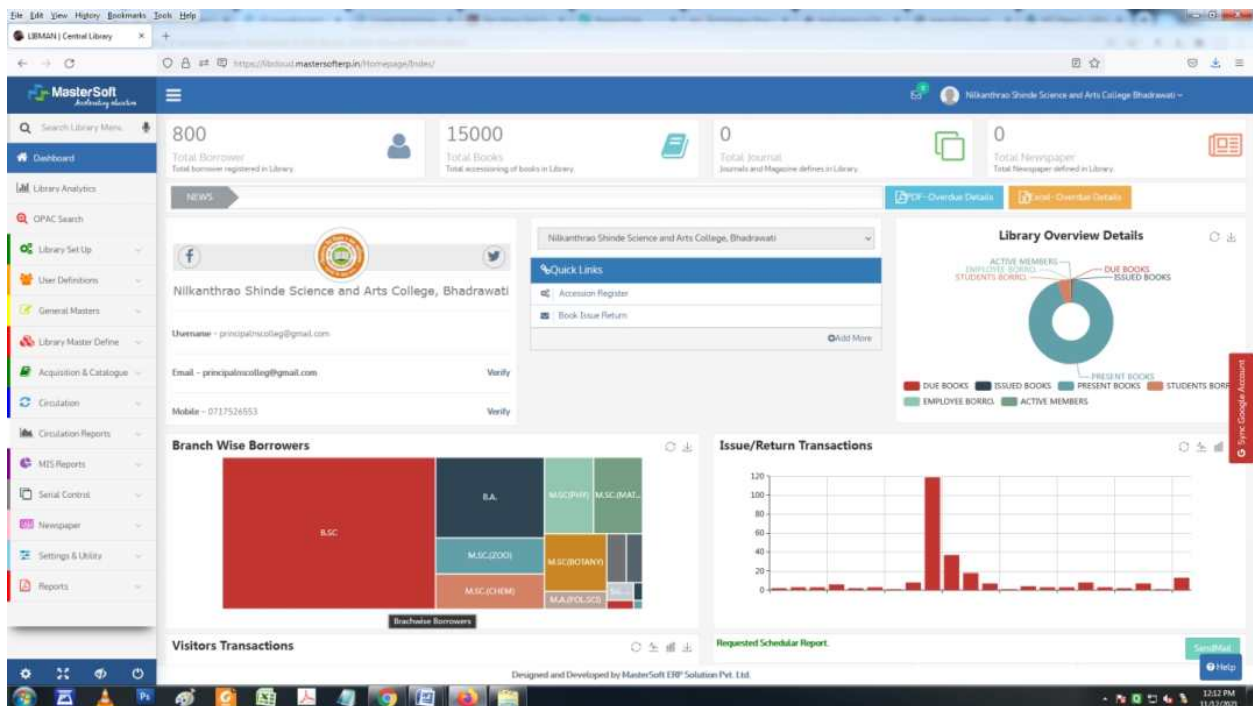 File Edit View History Bookmarks Tools Help
LIBMAN | Central Library
https://libcloud.mastersofterp.in/Homepage/Index/
MasterSoft
Accelerating education
Nilkanthrao Shinde Science and Arts College Bhadrawati
Search Library Menu
Dashboard
Library Analytics
OPAC Search
Library Set Up
User Definitions
General Masters
Library Master Define
Acquisition & Catalogue
Circulation
Circulation Reports
MIS Reports
Serial Control
Newspaper
Settings & Utility
Reports
800
Total Borrower
Total borrower registered in Library.
15000
Total Books
Total accessioning of books in Library.
0
Total Journal
Journals and Magazine defines in Library.
0
Total Newspaper
Total Newspaper defined in Library.
NEWS
PDF- Overdue Details
Excel- Overdue Details
Nilkanthrao Shinde Science and Arts College, Bhadrawati
Username - principalnscolleg@gmail.com
Email - principalnscolleg@gmail.com Verify
Mobile - 0717526553 Verify
Nilkanthrao Shinde Science and Arts College, Bhadrawati
Quick Links
Accession Register
Book Issue Return
Add More
Library Overview Details
ACTIVE MEMBERS
EMPLOYEE BORRO.
STUDENTS BORRO.
DUE BOOKS
ISSUED BOOKS
PRESENT BOOKS
DUE BOOKS ISSUED BOOKS PRESENT BOOKS STUDENTS BORR
EMPLOYEE BORRO. ACTIVE MEMBERS
Sync Google Account
Branch Wise Borrowers
B.SC
B.A.
M.SC.(ZOO)
M.SC.(CHEM)
M.SC(PHY)
M.SC.(MAT...
M.SC(BOTANY)
M.A.(POL.SCI)
Brachwise Borrowers
Issue/Return Transactions
120
100
80
60
40
20
0
Visitors Transactions
Requested Schedular Report.
SendMail
Help
Designed and Developed by MasterSoft ERP Solution Pvt. Ltd.
Ps
12:12 PM